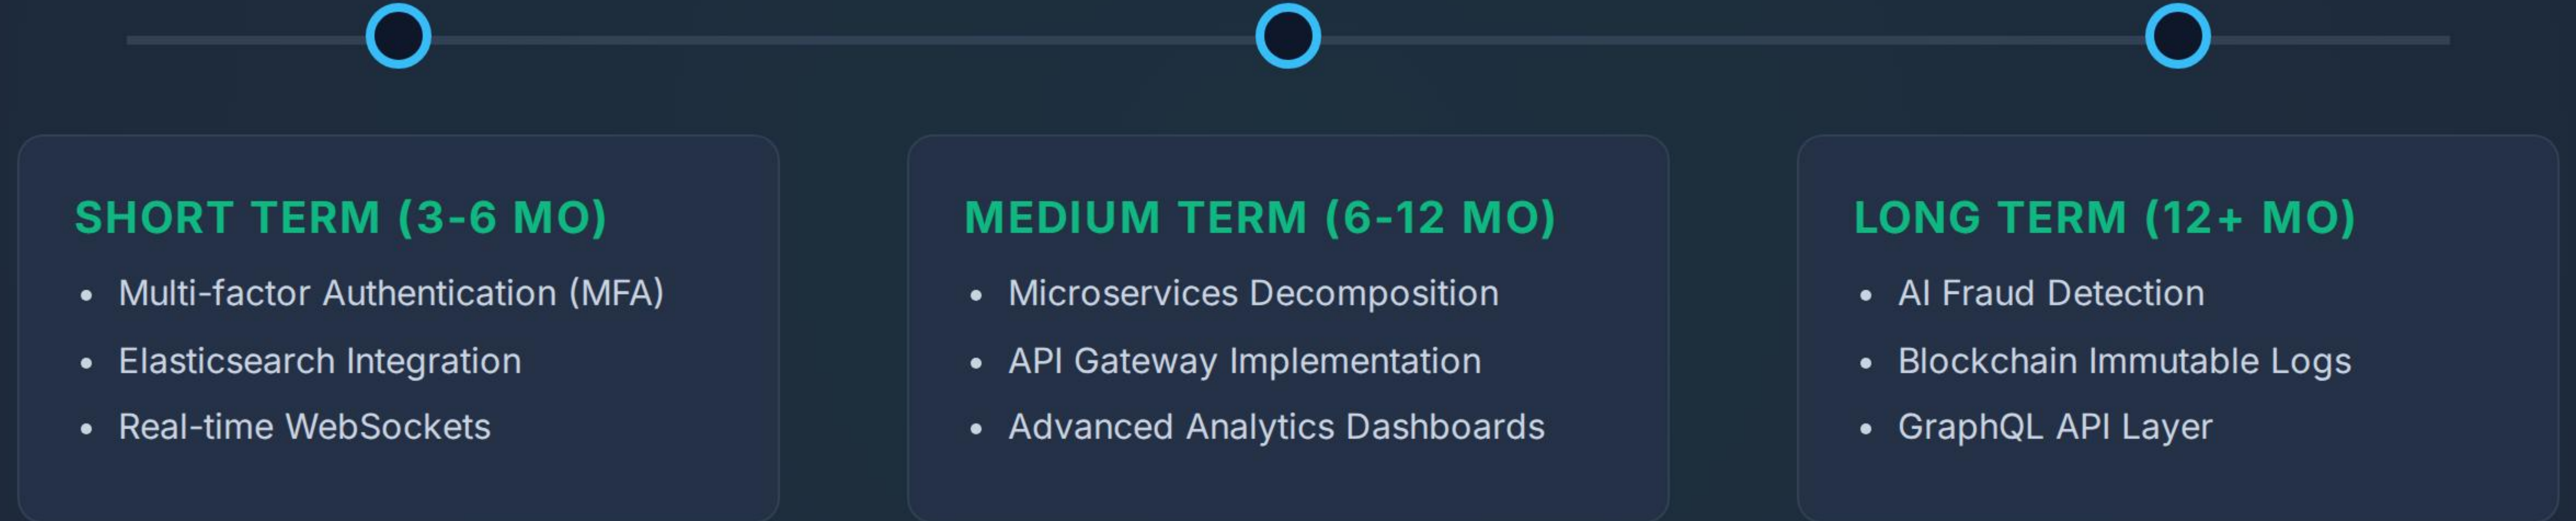 SHORT TERM (3-6 MO)
• Multi-factor Authentication (MFA)
• Elasticsearch Integration
• Real-time WebSockets
MEDIUM TERM (6-12 MO)
• Microservices Decomposition
• API Gateway Implementation
• Advanced Analytics Dashboards
LONG TERM (12+ MO)
• AI Fraud Detection
• Blockchain Immutable Logs
• GraphQL API Layer